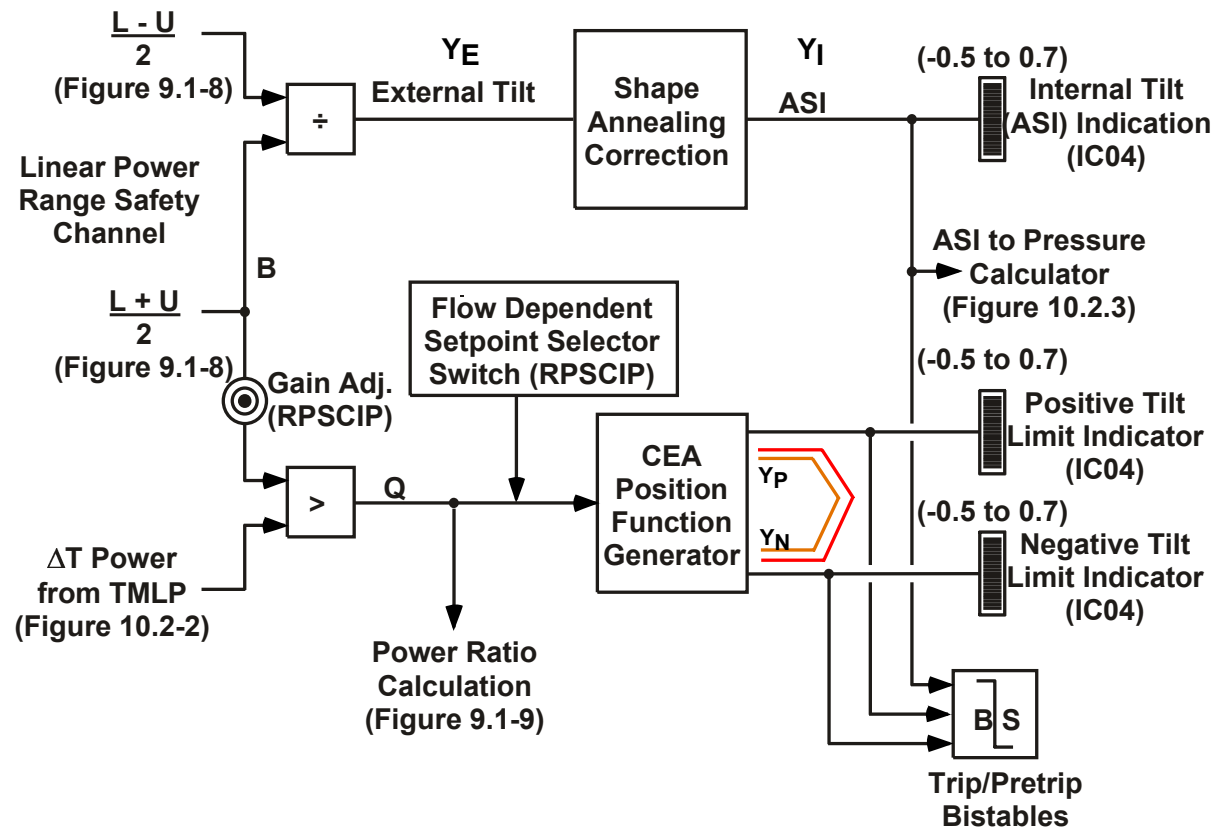 L - U
2
(Figure 9.1-8)
÷
Y_E
External Tilt
Shape
Annealing
Correction
Y_I
ASI
(-0.5 to 0.7)
Internal Tilt
(ASI) Indication
(IC04)
Linear Power
Range Safety
Channel
B
ASI to Pressure
Calculator
(Figure 10.2.3)
L + U
2
(Figure 9.1-8)
Gain Adj.
(RPSCIP)
Flow Dependent
Setpoint Selector
Switch (RPSCIP)
(-0.5 to 0.7)
Positive Tilt
Limit Indicator
(IC04)
>
Q
CEA
Position
Function
Generator
Y_P
Y_N
(-0.5 to 0.7)
Negative Tilt
Limit Indicator
(IC04)
ΔT Power
from TMLP
(Figure 10.2-2)
Power Ratio
Calculation
(Figure 9.1-9)
B S
Trip/Pretrip
Bistables